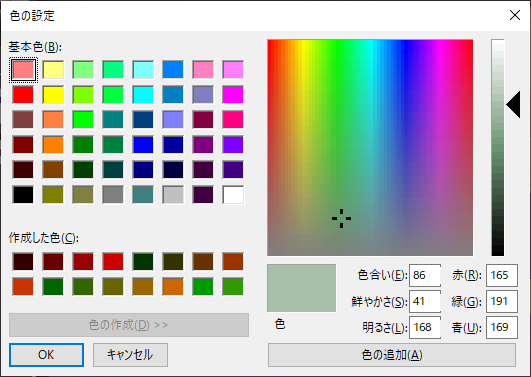 色の設定
基本色(B):
作成した色(C):
色の作成(D) >>
OK
キャンセル
色
色合い(E): 86
鮮やかさ(S): 41
明るさ(L): 168
赤(R): 165
緑(G): 191
青(U): 169
色の追加(A)